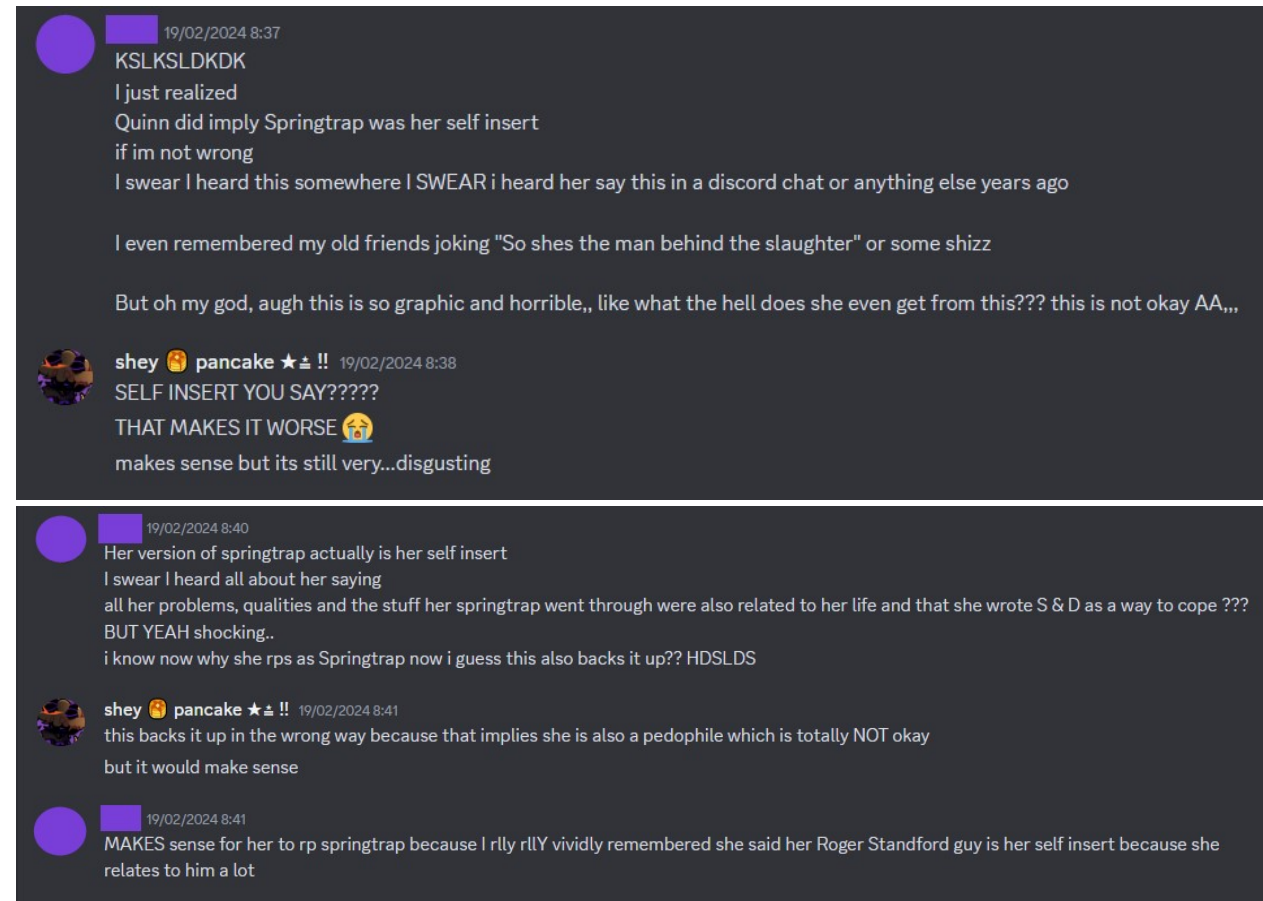 19/02/2024 8:37
KSLKSLDKDK
I just realized
Quinn did imply Springtrap was her self insert
if im not wrong
I swear I heard this somewhere I SWEAR i heard her say this in a discord chat or anything else years ago
I even remembered my old friends joking "So shes the man behind the slaughter" or some shizz
But oh my god, augh this is so graphic and horrible,, like what the hell does she even get from this??? this is not okay AA,,,
shey 🥞 pancake ★≛ !! 19/02/2024 8:38
SELF INSERT YOU SAY?????
THAT MAKES IT WORSE 😭
makes sense but its still very...disgusting
19/02/2024 8:40
Her version of springtrap actually is her self insert
I swear I heard all about her saying
all her problems, qualities and the stuff her springtrap went through were also related to her life and that she wrote S & D as a way to cope ???
BUT YEAH shocking..
i know now why she rps as Springtrap now i guess this also backs it up?? HDSLDS
shey 🥞 pancake ★≛ !! 19/02/2024 8:41
this backs it up in the wrong way because that implies she is also a pedophile which is totally NOT okay
but it would make sense
19/02/2024 8:41
MAKES sense for her to rp springtrap because I rlly rllY vividly remembered she said her Roger Standford guy is her self insert because she
relates to him a lot